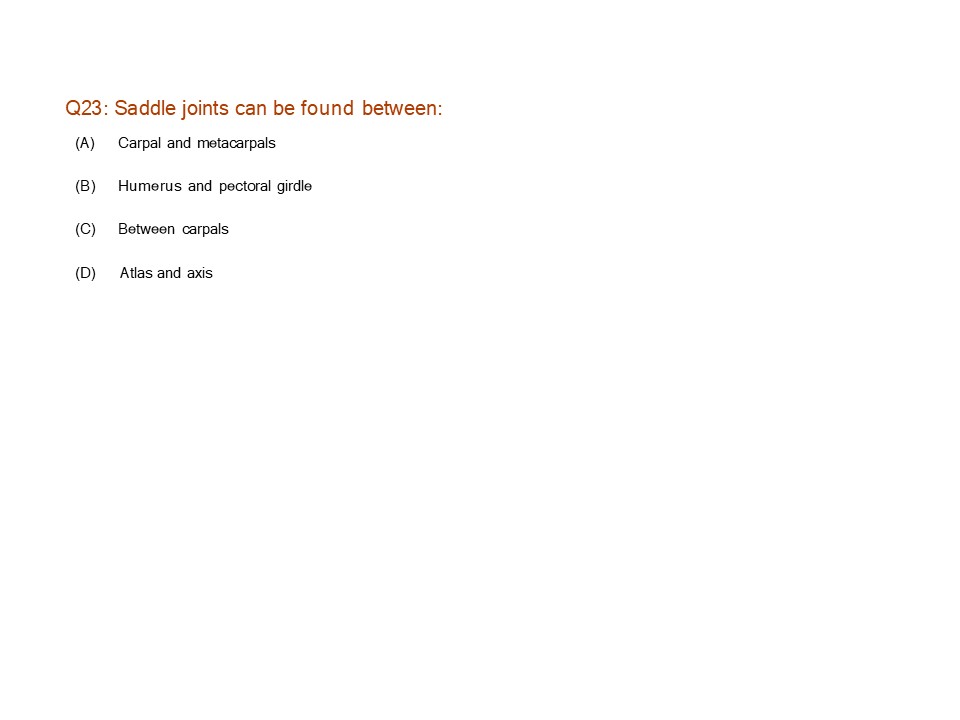 Q23: Saddle joints can be found between:
(A) Carpal and metacarpals
(B) Humerus and pectoral girdle
(C) Between carpals
(D) Atlas and axis